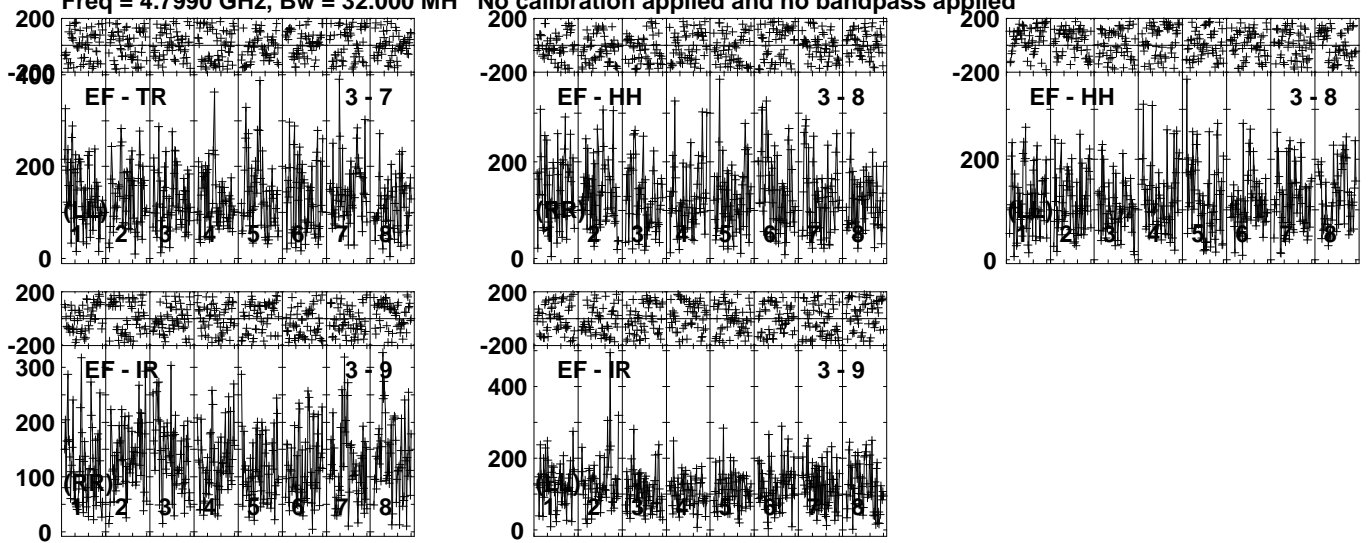 Freq = 4.7990 GHz, Bw = 32.000 MH No calibration applied and no bandpass applied
200
-200
400
EF - TR 3 - 7
200
(LL)
1 2 3 4 5 6 7 8
0
200
-200
EF - HH 3 - 8
200
(RR)
1 2 3 4 5 6 7 8
0
200
-200
EF - HH 3 - 8
200
(LL)
1 2 3 4 5 6 7 8
0
200
-200
300
EF - IR 3 - 9
200
100
(RR)
1 2 3 4 5 6 7 8
0
200
-200
EF - IR 3 - 9
400
200
(LL)
1 2 3 4 5 6 7 8
0